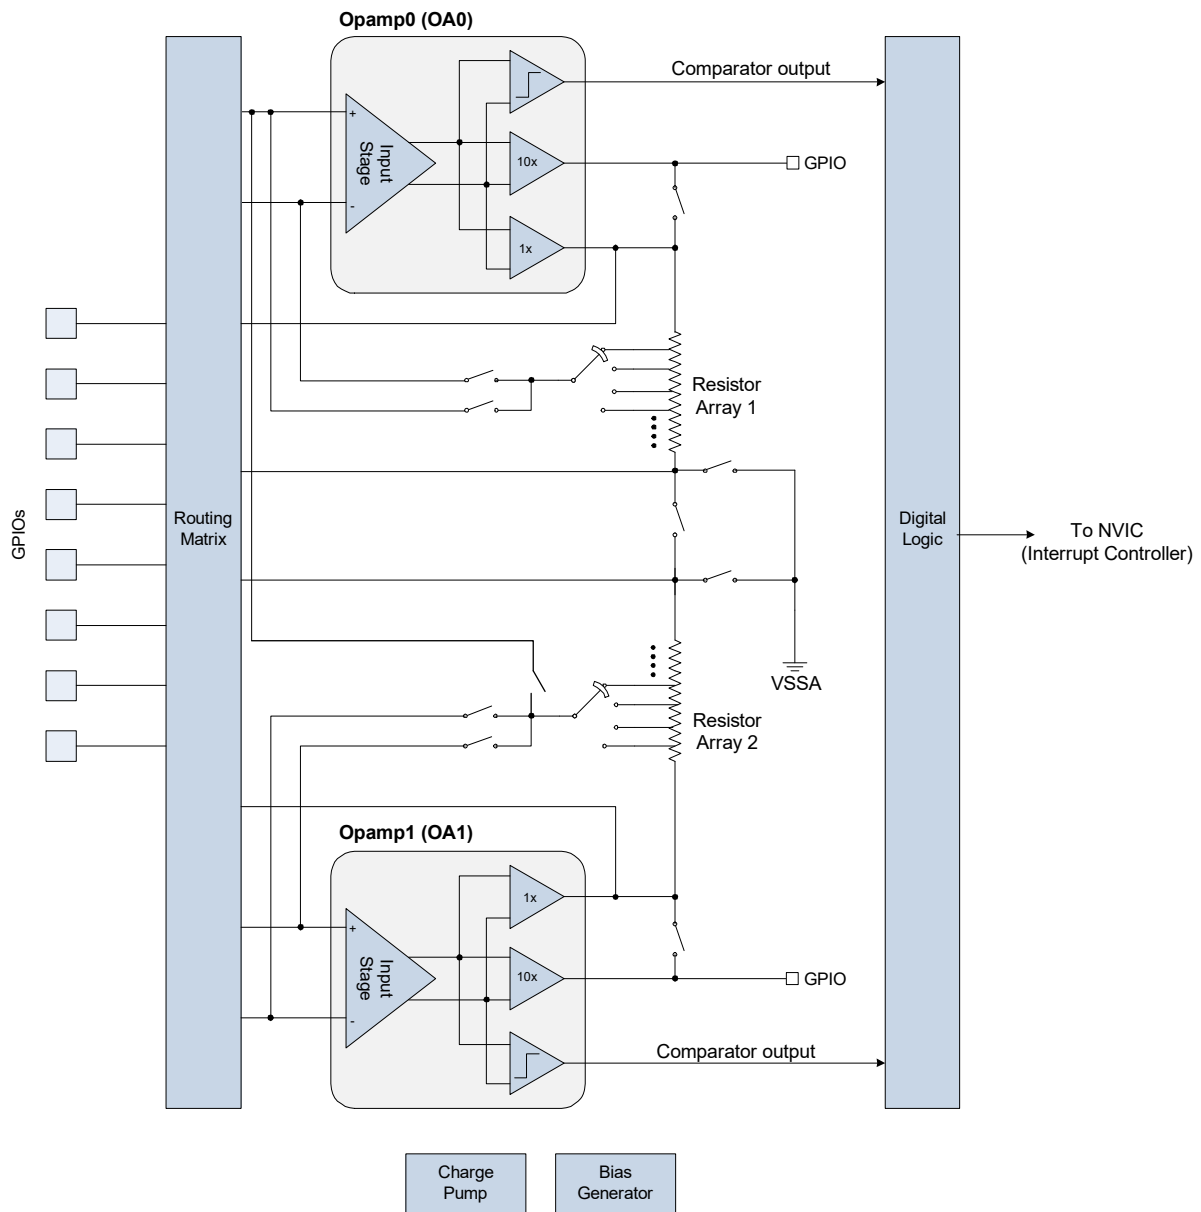 Opamp0 (OA0)
Comparator output
+
Input
Stage
-
10x
GPIO
1x
Resistor
Array 1
GPIOs
Routing
Matrix
Digital
Logic
To NVIC
(Interrupt Controller)
VSSA
Resistor
Array 2
Opamp1 (OA1)
1x
+
Input
Stage
-
10x
GPIO
Comparator output
Charge
Pump
Bias
Generator